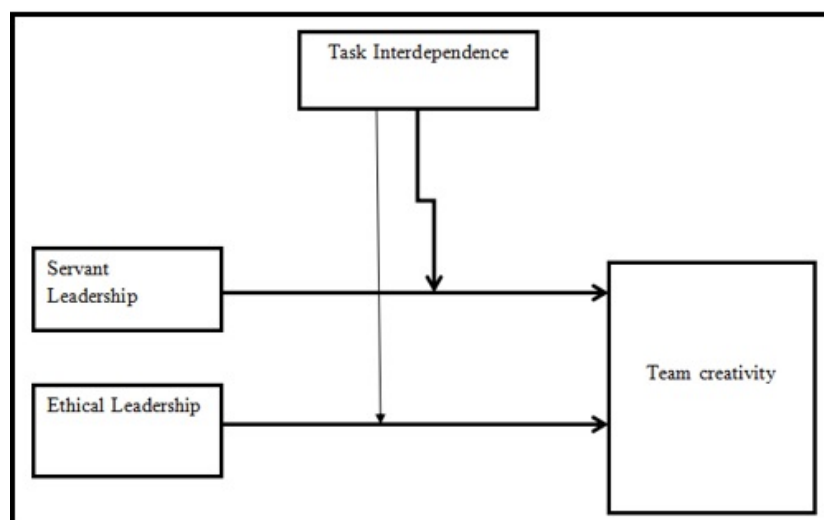 Task Interdependence
Servant
Leadership
Ethical Leadership
Team creativity